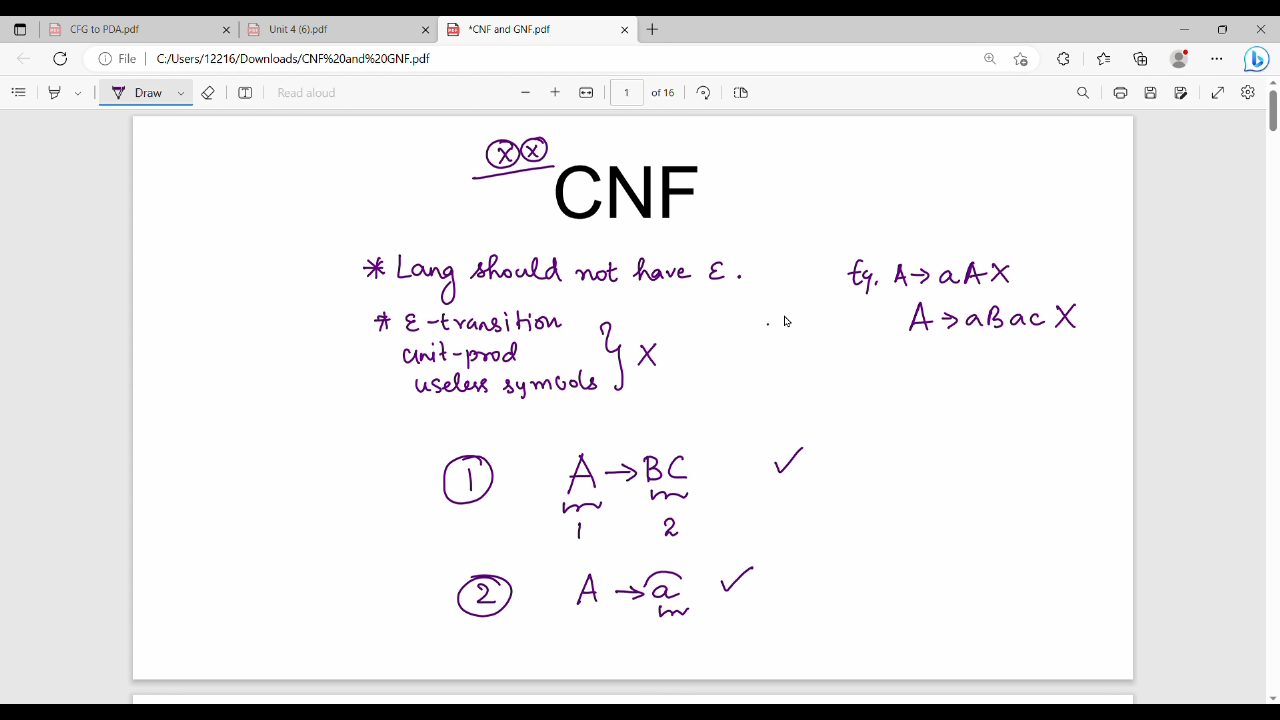 CFG to PDA.pdf
Unit 4 (6).pdf
*CNF and GNF.pdf
File
C:/Users/12216/Downloads/CNF%20and%20GNF.pdf
Draw
Read aloud
1
of 16
X X
CNF
* Lang should not have ε.
Eg. A → aAX
A → aBac X
* ε-transition
unit-prod
useless symbols } X
1 A → BC ✓
1 2
2 A → a ✓